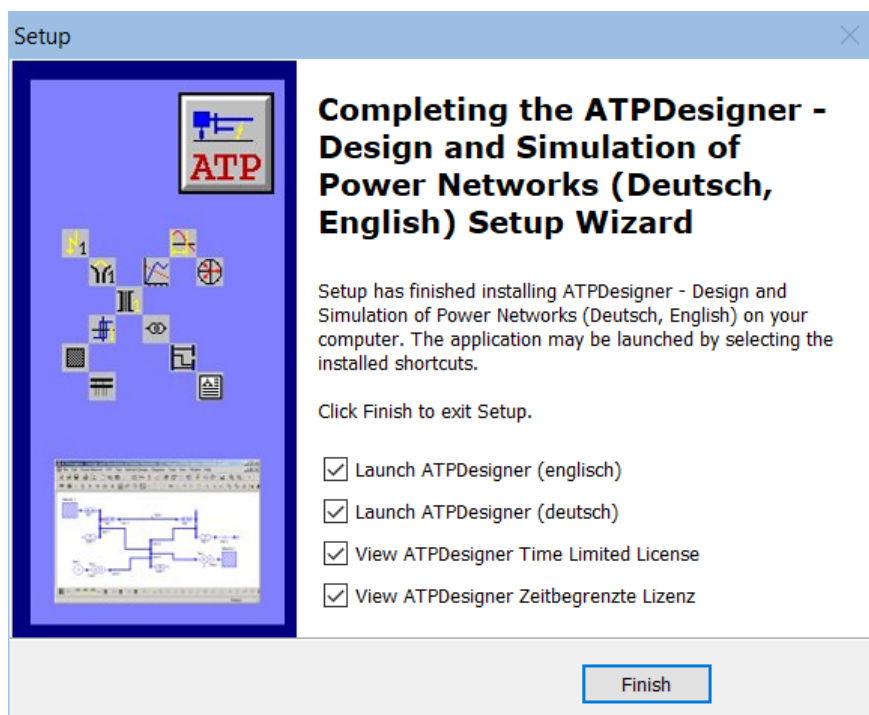 Setup
ATP
1
1
1
Completing the ATPDesigner -
Design and Simulation of
Power Networks (Deutsch,
English) Setup Wizard
Setup has finished installing ATPDesigner - Design and
Simulation of Power Networks (Deutsch, English) on your
computer. The application may be launched by selecting the
installed shortcuts.
Click Finish to exit Setup.
Launch ATPDesigner (englisch)
Launch ATPDesigner (deutsch)
View ATPDesigner Time Limited License
View ATPDesigner Zeitbegrenzte Lizenz
Finish